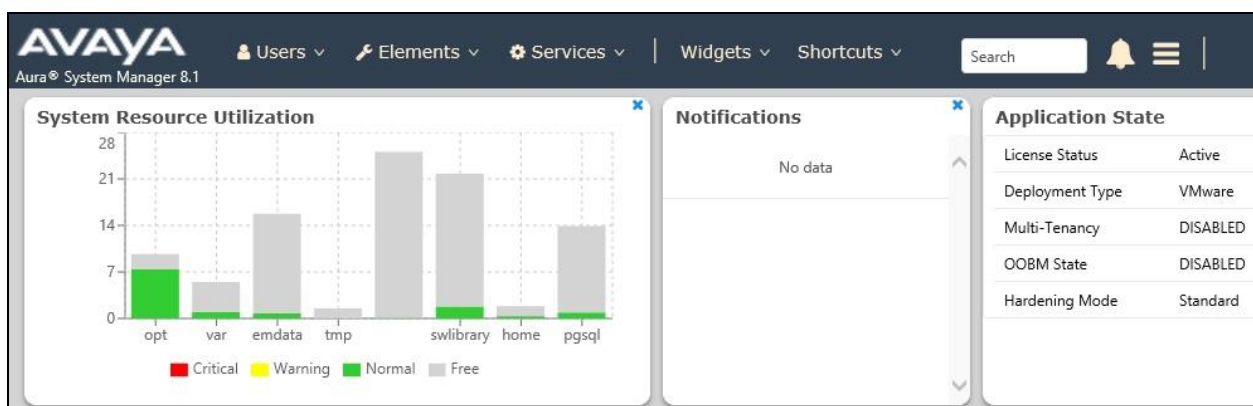 AVAYA
Aura® System Manager 8.1
Users Elements Services Widgets Shortcuts Search
System Resource Utilization
28
21
14
7
0
opt var emdata tmp swlibrary home pgsql
Critical Warning Normal Free
Notifications
No data
Application State
License Status Active
Deployment Type VMware
Multi-Tenancy DISABLED
OOBM State DISABLED
Hardening Mode Standard